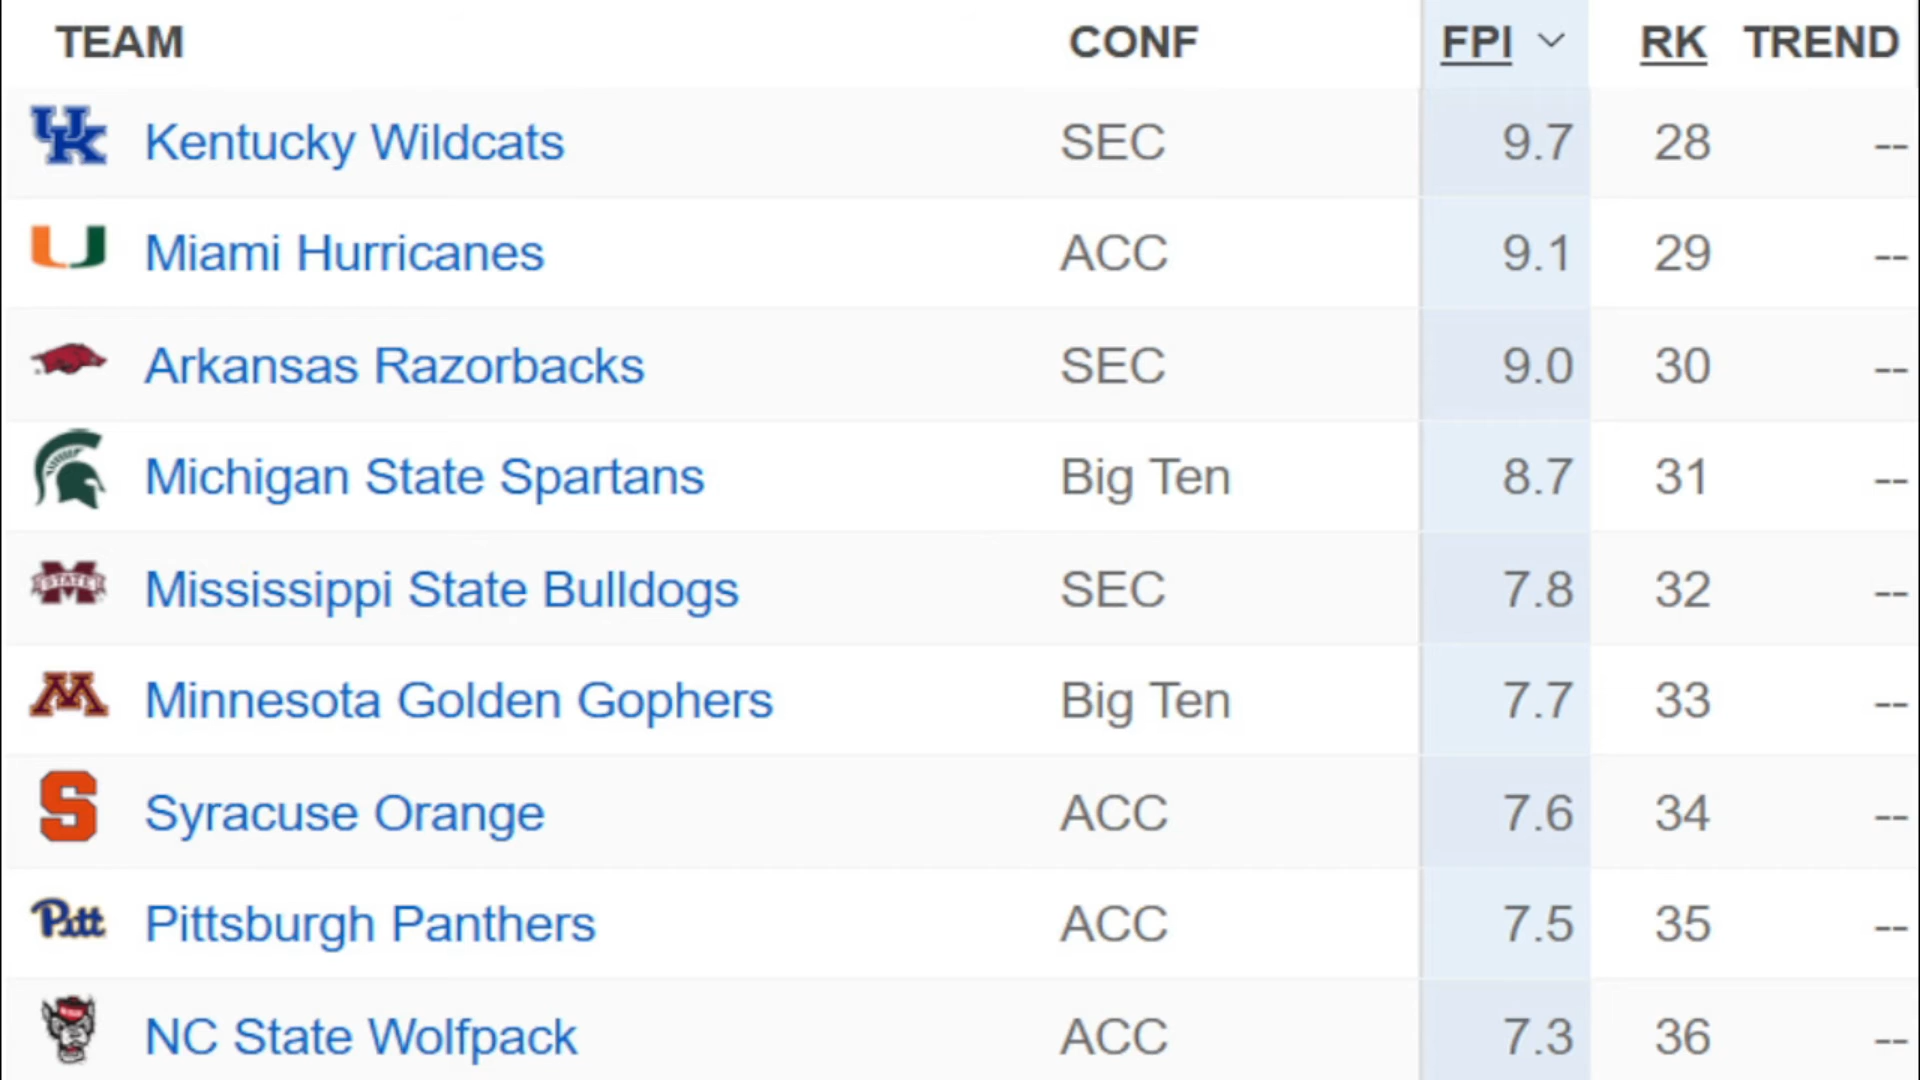 TEAM CONF FPI RK TREND
Kentucky Wildcats SEC 9.7 28 --
Miami Hurricanes ACC 9.1 29 --
Arkansas Razorbacks SEC 9.0 30 --
Michigan State Spartans Big Ten 8.7 31 --
STATE Mississippi State Bulldogs SEC 7.8 32 --
Minnesota Golden Gophers Big Ten 7.7 33 --
Syracuse Orange ACC 7.6 34 --
Pitt Pittsburgh Panthers ACC 7.5 35 --
NC State Wolfpack ACC 7.3 36 --